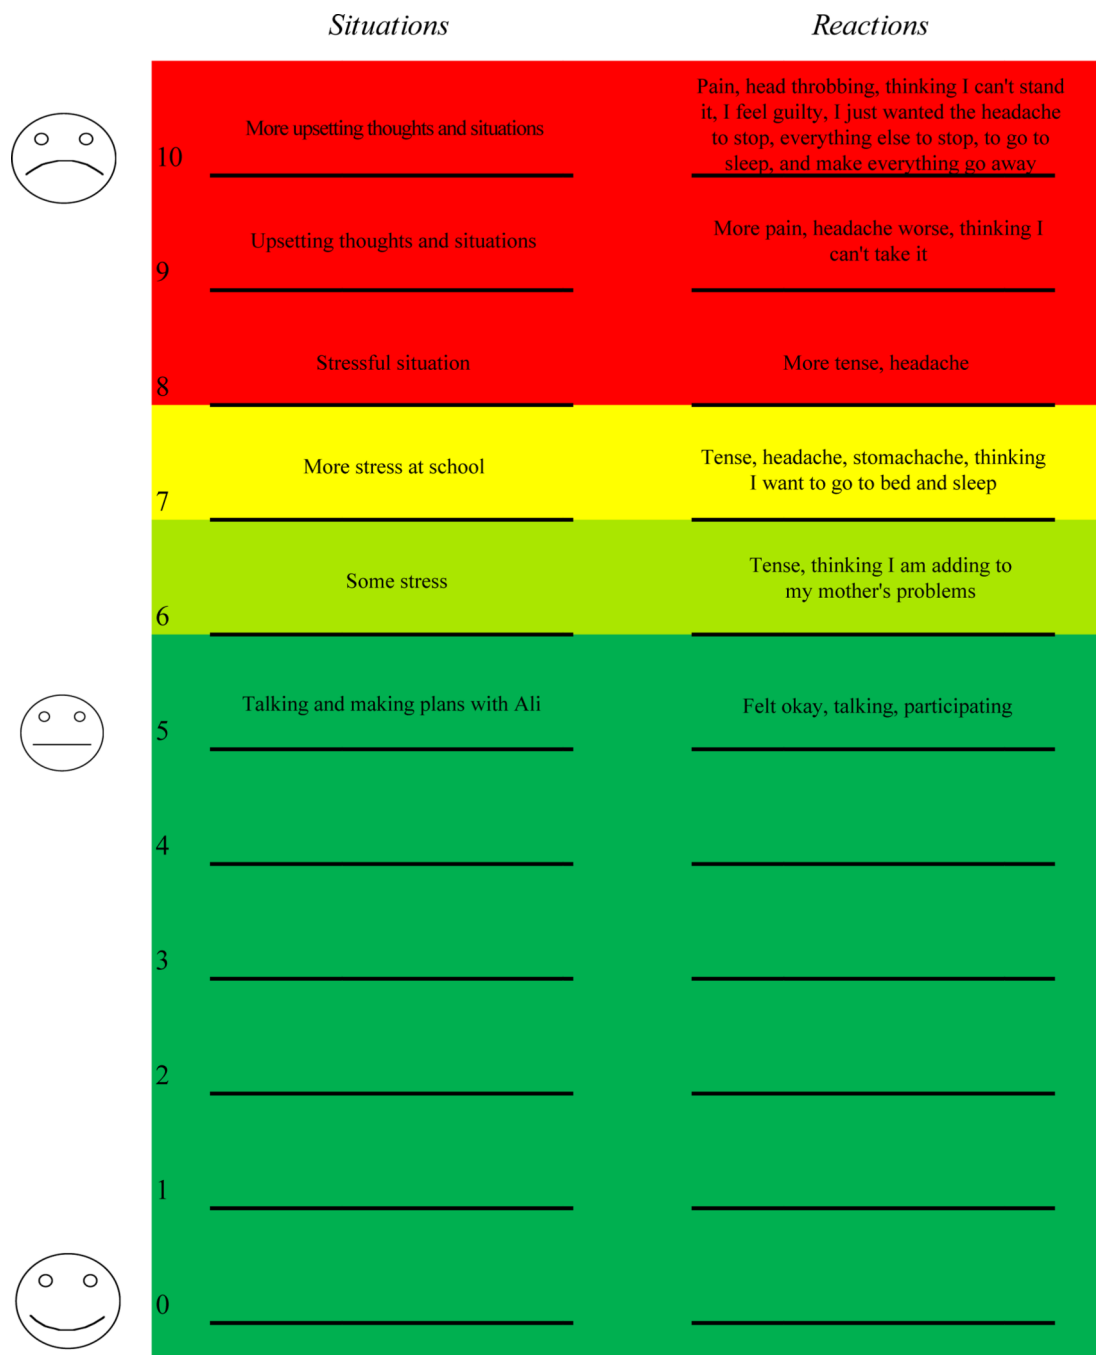 Situations
Reactions
10
More upsetting thoughts and situations
Pain, head throbbing, thinking I can't stand
it, I feel guilty, I just wanted the headache
to stop, everything else to stop, to go to
sleep, and make everything go away
9
Upsetting thoughts and situations
More pain, headache worse, thinking I
can't take it
8
Stressful situation
More tense, headache
7
More stress at school
Tense, headache, stomachache, thinking
I want to go to bed and sleep
6
Some stress
Tense, thinking I am adding to
my mother's problems
5
Talking and making plans with Ali
Felt okay, talking, participating
4
3
2
1
0